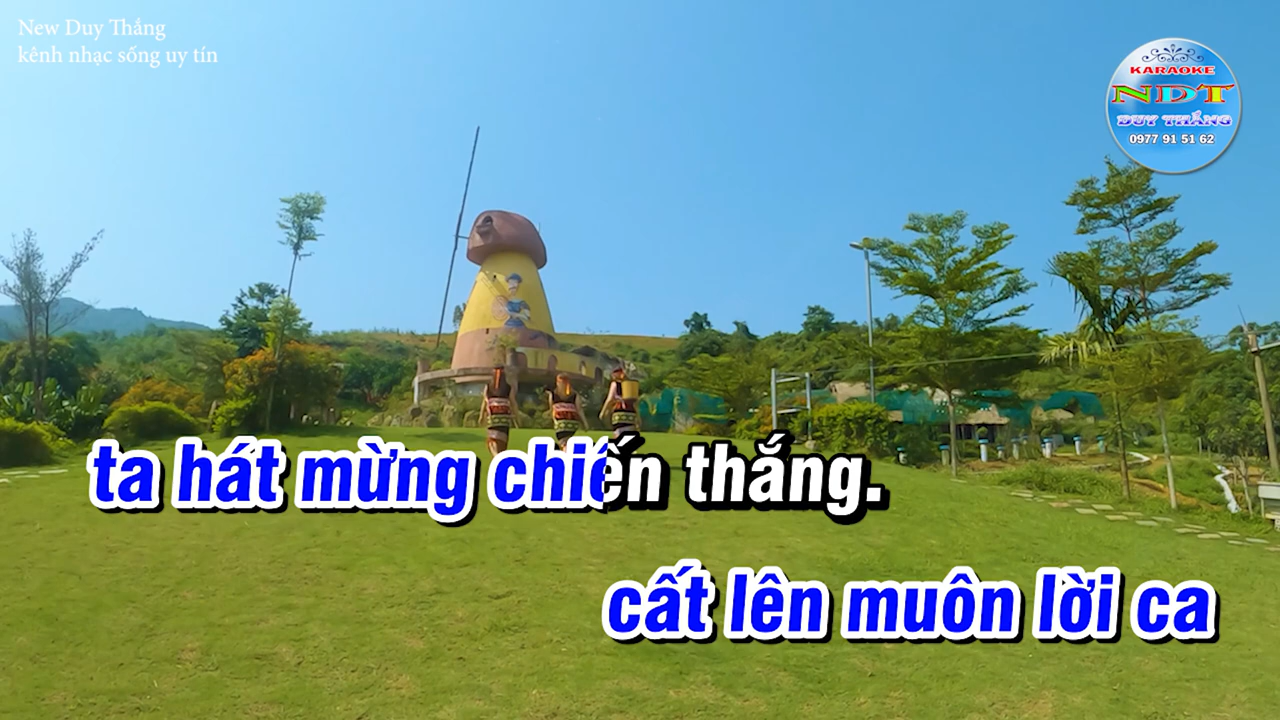 New Duy Thắng
kênh nhạc sống uy tín
KARAOKE
NDT
DUY THẮNG
0977 91 51 62
ta hát mừng chiến thắng.
cất lên muôn lời ca